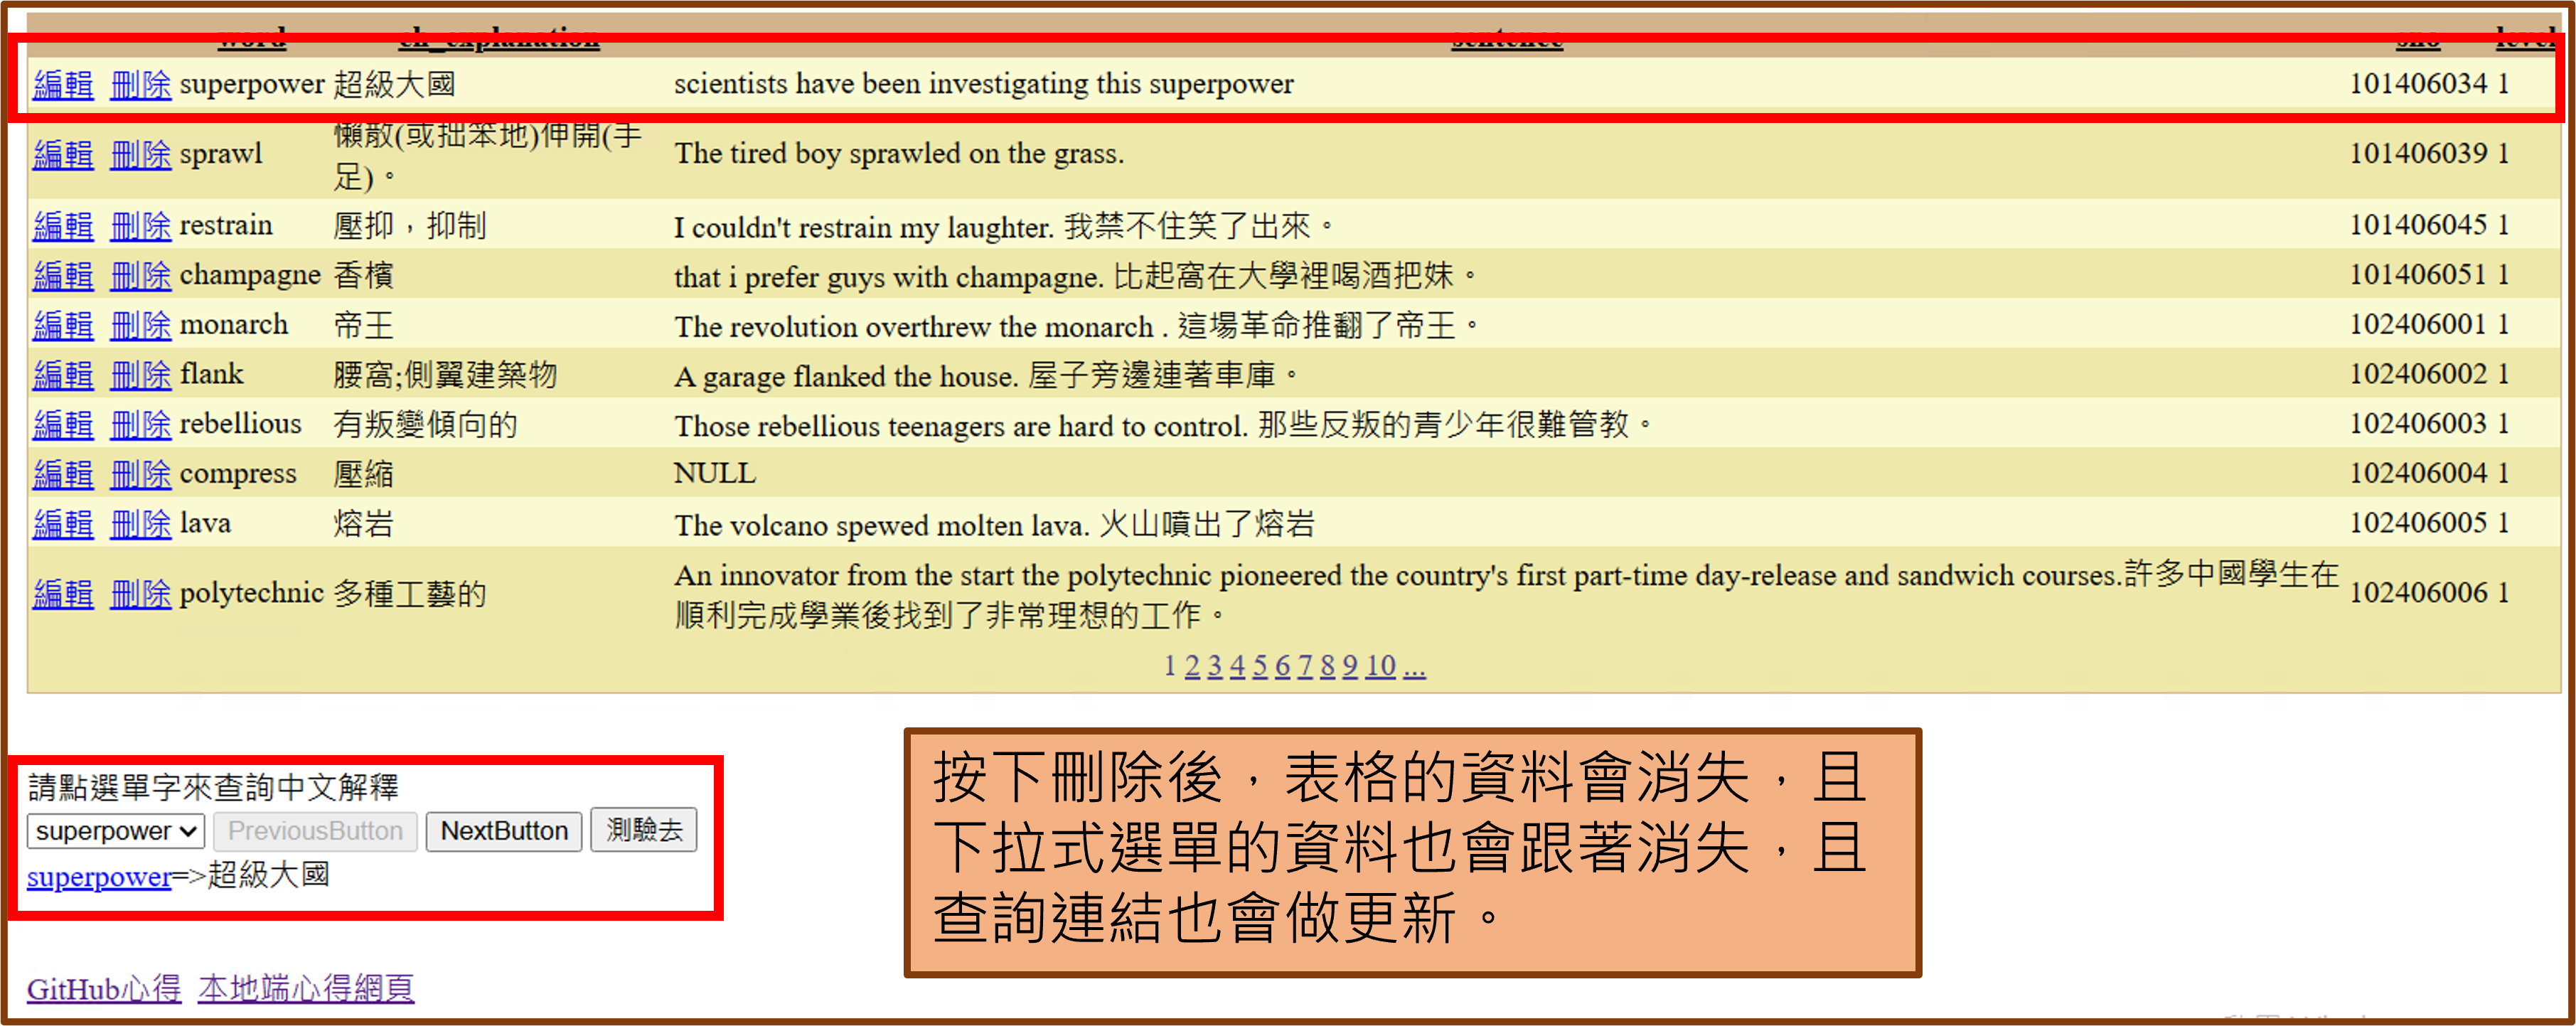 word ch_explanation sentence sno level
編輯 刪除 superpower 超級大國 scientists have been investigating this superpower 101406034 1
編輯 刪除 sprawl 懶散(或拙笨地)伸開(手足)。 The tired boy sprawled on the grass. 101406039 1
編輯 刪除 restrain 壓抑，抑制 I couldn't restrain my laughter. 我禁不住笑了出來。 101406045 1
編輯 刪除 champagne 香檳 that i prefer guys with champagne. 比起窩在大學裡喝酒把妹。 101406051 1
編輯 刪除 monarch 帝王 The revolution overthrew the monarch . 這場革命推翻了帝王。 102406001 1
編輯 刪除 flank 腰窩;側翼建築物 A garage flanked the house. 屋子旁邊連著車庫。 102406002 1
編輯 刪除 rebellious 有叛變傾向的 Those rebellious teenagers are hard to control. 那些反叛的青少年很難管教。 102406003 1
編輯 刪除 compress 壓縮 NULL 102406004 1
編輯 刪除 lava 熔岩 The volcano spewed molten lava. 火山噴出了熔岩 102406005 1
編輯 刪除 polytechnic 多種工藝的 An innovator from the start the polytechnic pioneered the country's first part-time day-release and sandwich courses.許多中國學生在
順利完成學業後找到了非常理想的工作。 102406006 1
1 2 3 4 5 6 7 8 9 10 ...
請點選單字來查詢中文解釋
superpower PreviousButton NextButton 測驗去
superpower=>超級大國
按下刪除後，表格的資料會消失，且
下拉式選單的資料也會跟著消失，且
查詢連結也會做更新。
GitHub心得 本地端心得網頁